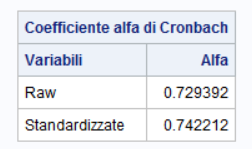 Coefficiente alfa di Cronbach
Variabili Alfa
Raw 0.729392
Standardizzate 0.742212